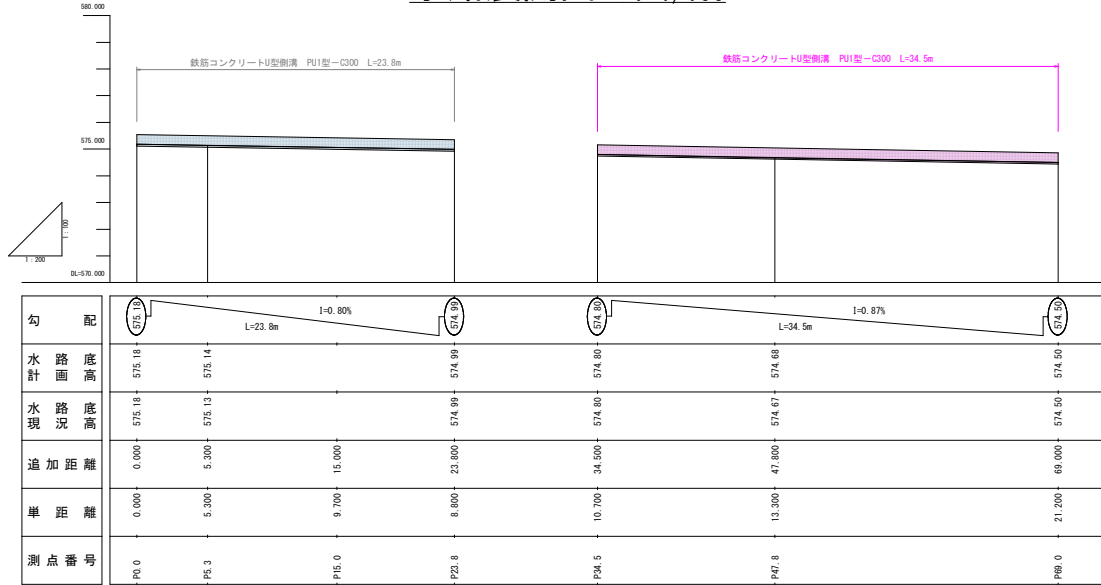 580.000
鉄筋コンクリートU型側溝 PU1型-C300 L=23.8m
鉄筋コンクリートU型側溝 PU1型-C300 L=34.5m
575.000
1:100
1:200
DL=570.000
勾 配
575.18
I=0.80%
L=23.8m
574.99
574.80
I=0.87%
L=34.5m
574.50
水 路 底
計 画 高
575.18 575.14 574.99 574.80 574.68 574.50
水 路 底
現 況 高
575.18 575.13 574.99 574.80 574.67 574.50
追 加 距 離
0.000 5.300 15.000 23.800 34.500 47.800 69.000
単 距 離
0.000 5.300 9.700 8.800 10.700 13.300 21.200
測 点 番 号
P0.0 P5.3 P15.0 P23.8 P34.5 P47.8 P69.0